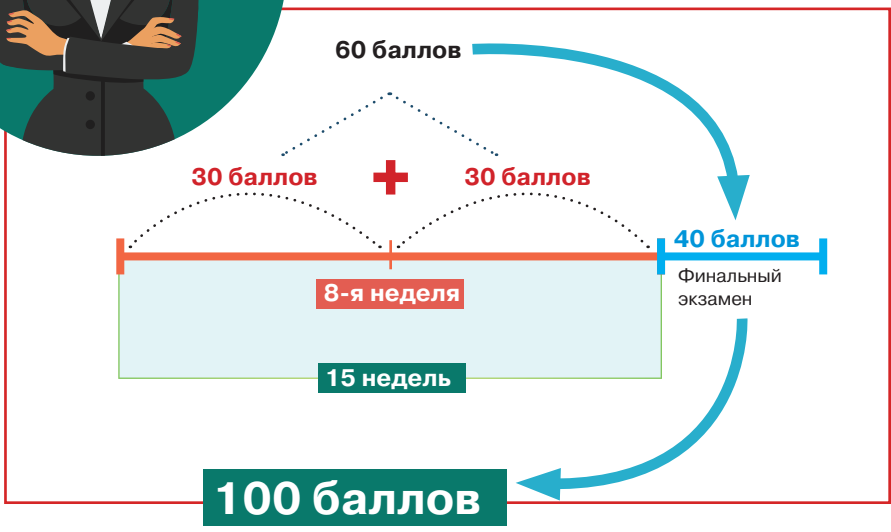 60 баллов
30 баллов
30 баллов
40 баллов
Финальный
экзамен
8-я неделя
15 недель
100 баллов